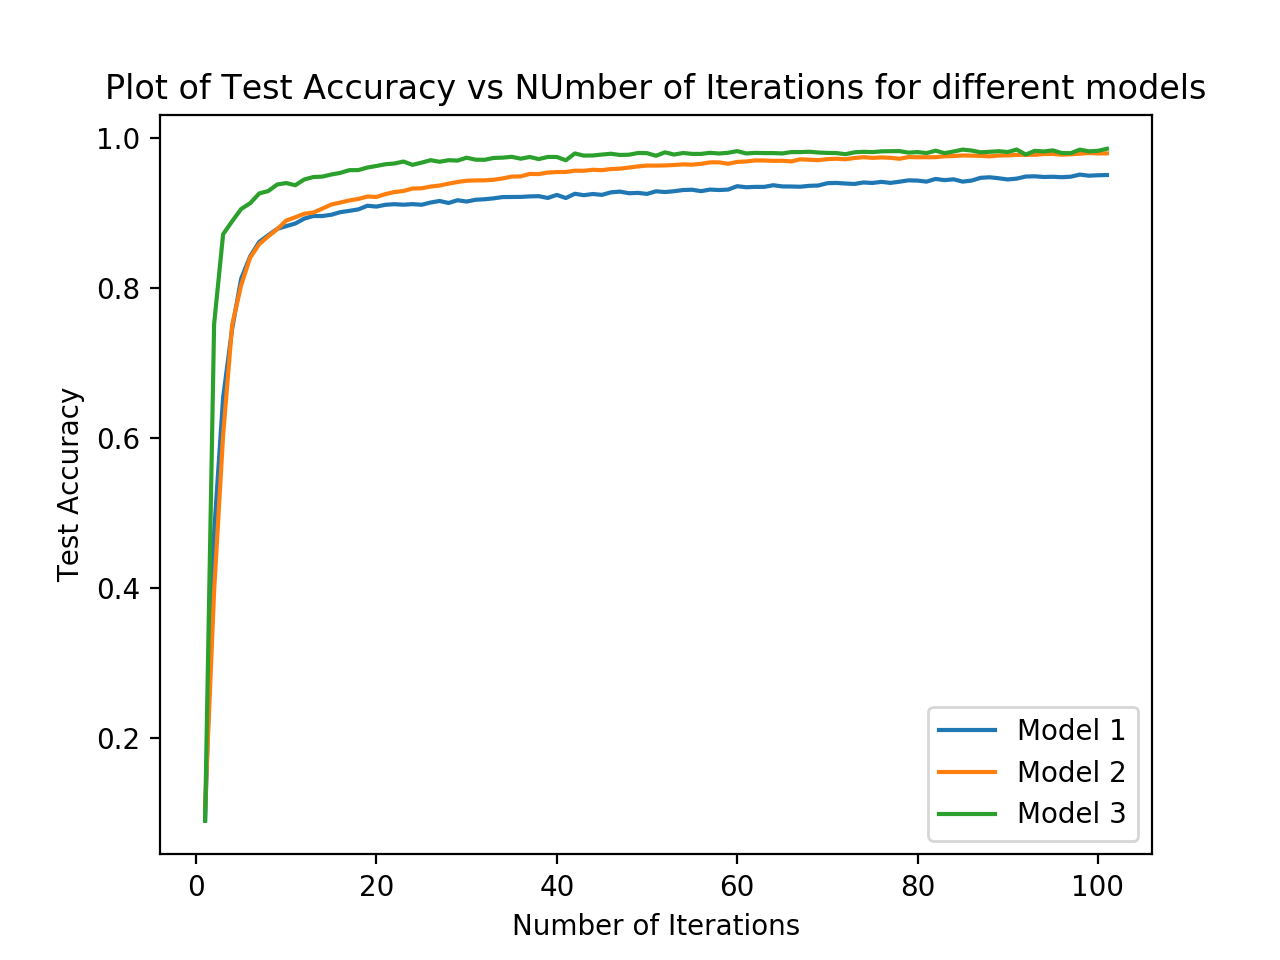 Plot of Test Accuracy vs NUmber of Iterations for different models
1.0
0.8
0.6
0.4
0.2
Test Accuracy
Model 1
Model 2
Model 3
0 20 40 60 80 100
Number of Iterations